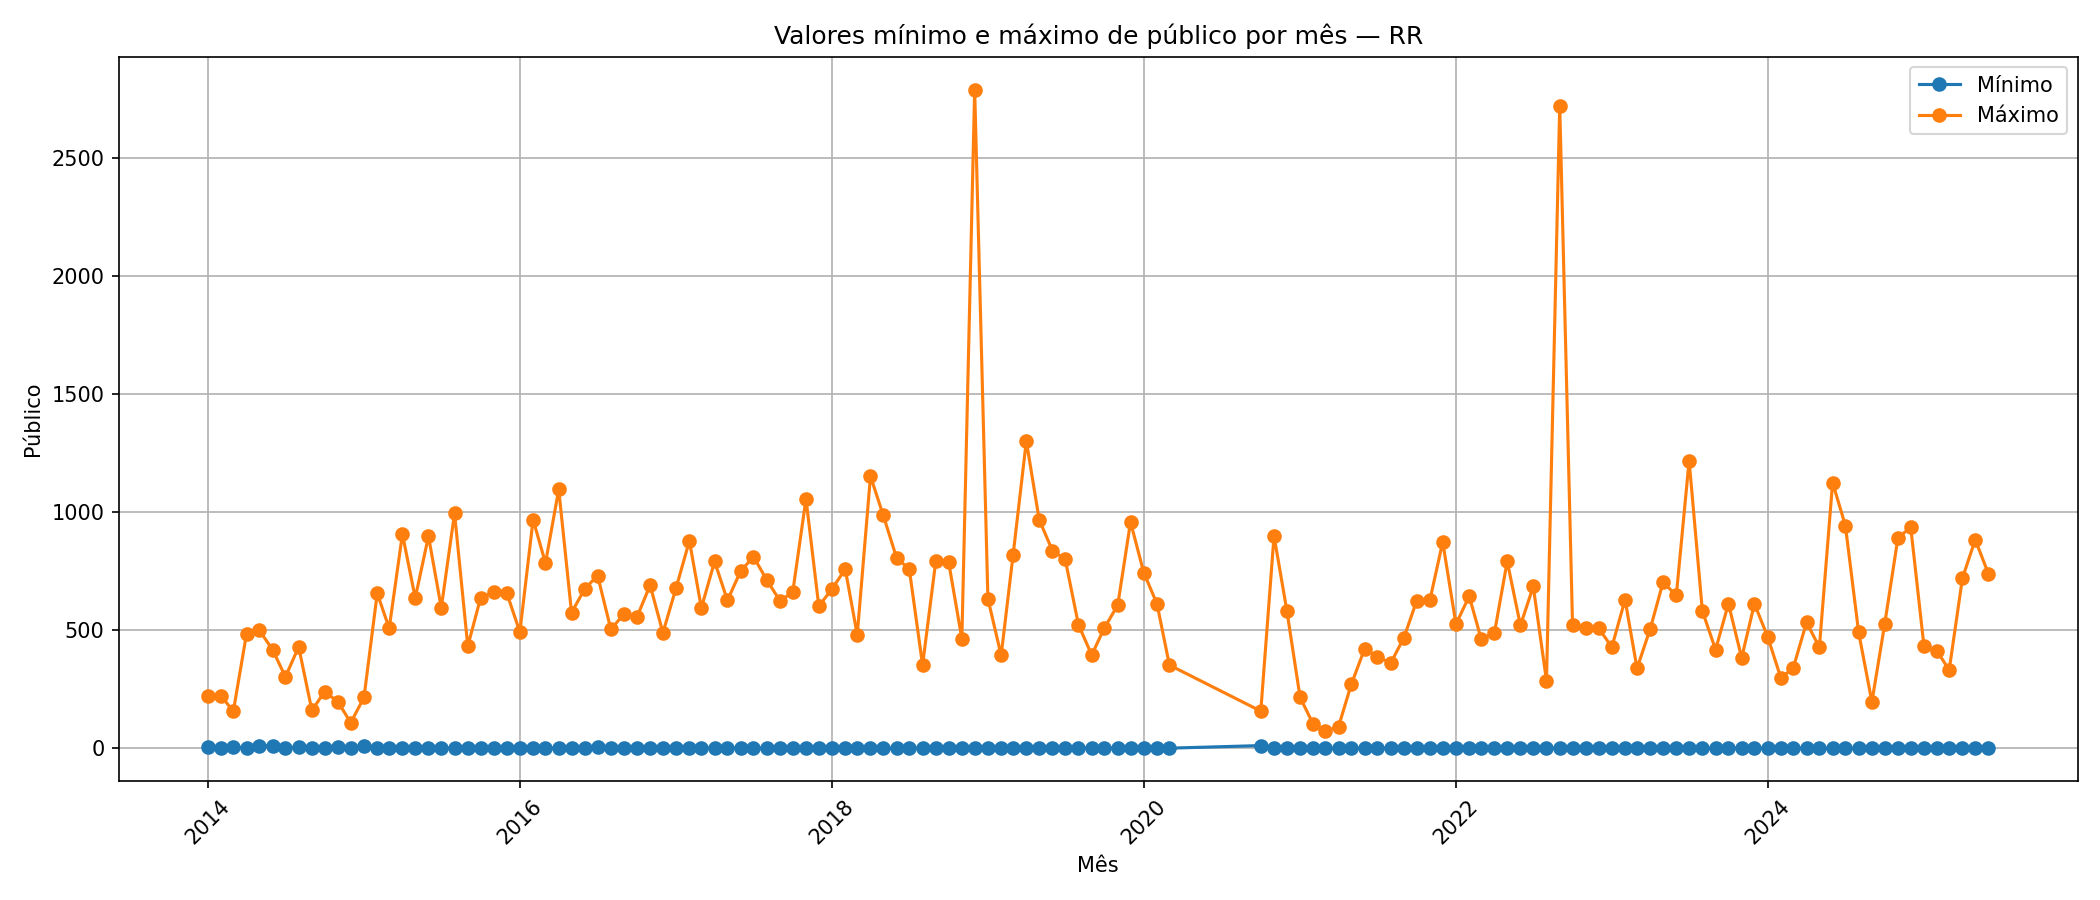 Valores mínimo e máximo de público por mês — RR
Mínimo
Máximo
Público
2500
2000
1500
1000
500
0
2014
2016
2018
2020
2022
2024
Mês